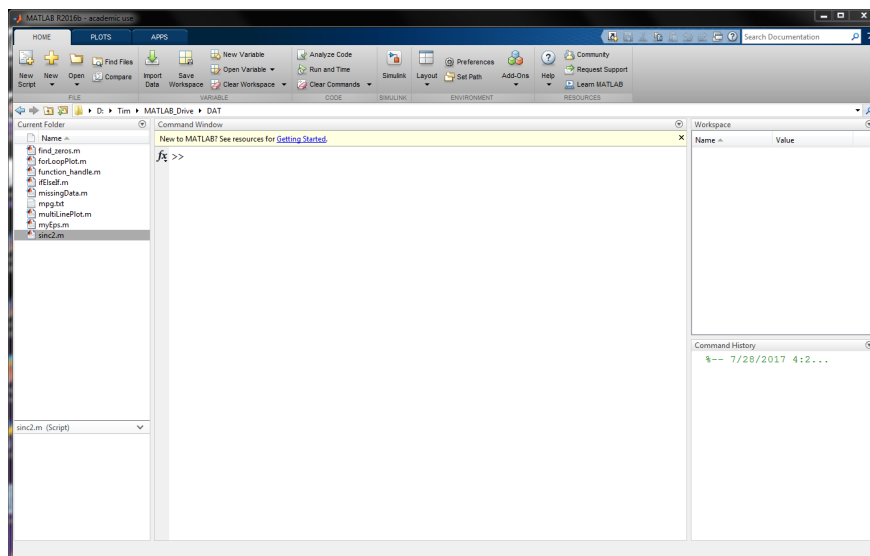 MATLAB R2016b - academic use
HOME PLOTS APPS
Search Documentation
New Script
New
Open
Find Files
Compare
Import Data
Save Workspace
New Variable
Open Variable
Clear Workspace
Analyze Code
Run and Time
Clear Commands
Simulink
Layout
Preferences
Set Path
Add-Ons
Help
Community
Request Support
Learn MATLAB
FILE VARIABLE CODE SIMULINK ENVIRONMENT RESOURCES
D: Tim MATLAB_Drive DAT
Current Folder
Name
find_zeros.m
forLoopPlot.m
function_handle.m
ifElseIf.m
missingData.m
mpg.txt
multiLinePlot.m
myEps.m
sinc2.m
sinc2.m (Script)
Command Window
New to MATLAB? See resources for Getting Started.
fx >>
Workspace
Name Value
Command History
%-- 7/28/2017 4:2...